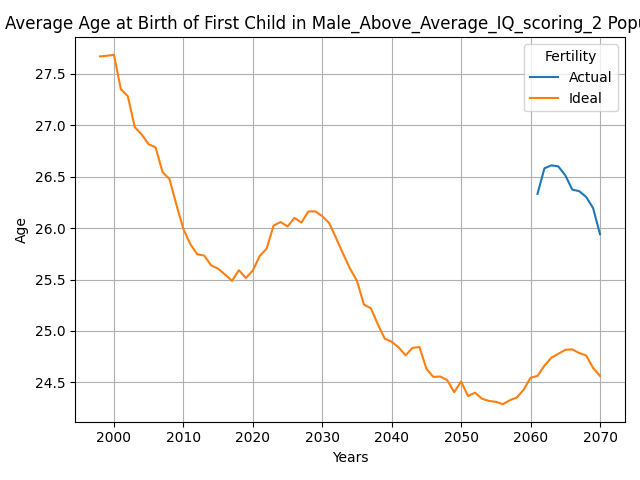 Average Age at Birth of First Child in Male_Above_Average_IQ_scoring_2 Popu
Fertility
Actual
Ideal
27.5
27.0
26.5
26.0
25.5
25.0
24.5
Age
2000 2010 2020 2030 2040 2050 2060 2070
Years